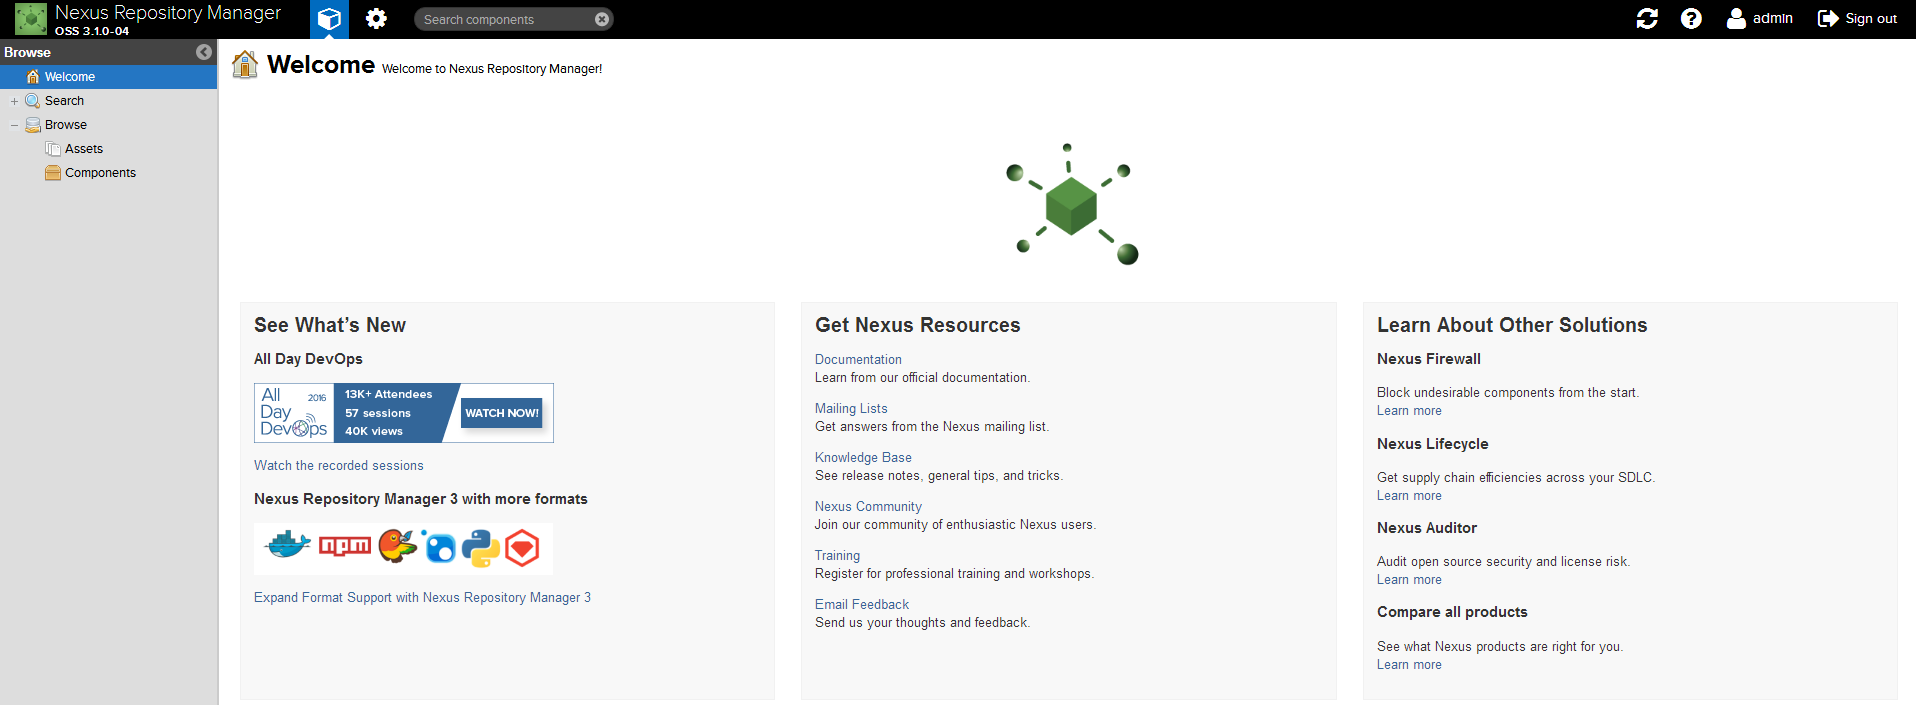 Nexus Repository Manager
OSS 3.1.0-04
Search components
admin
Sign out
Browse
Welcome
Search
Browse
Assets
Components
Welcome Welcome to Nexus Repository Manager!
See What's New
All Day DevOps
All
Day
DevOps
2016
13K+ Attendees
57 sessions
40K views
WATCH NOW!
Watch the recorded sessions
Nexus Repository Manager 3 with more formats
npm
Expand Format Support with Nexus Repository Manager 3
Get Nexus Resources
Documentation
Learn from our official documentation.
Mailing Lists
Get answers from the Nexus mailing list.
Knowledge Base
See release notes, general tips, and tricks.
Nexus Community
Join our community of enthusiastic Nexus users.
Training
Register for professional training and workshops.
Email Feedback
Send us your thoughts and feedback.
Learn About Other Solutions
Nexus Firewall
Block undesirable components from the start.
Learn more
Nexus Lifecycle
Get supply chain efficiencies across your SDLC.
Learn more
Nexus Auditor
Audit open source security and license risk.
Learn more
Compare all products
See what Nexus products are right for you.
Learn more